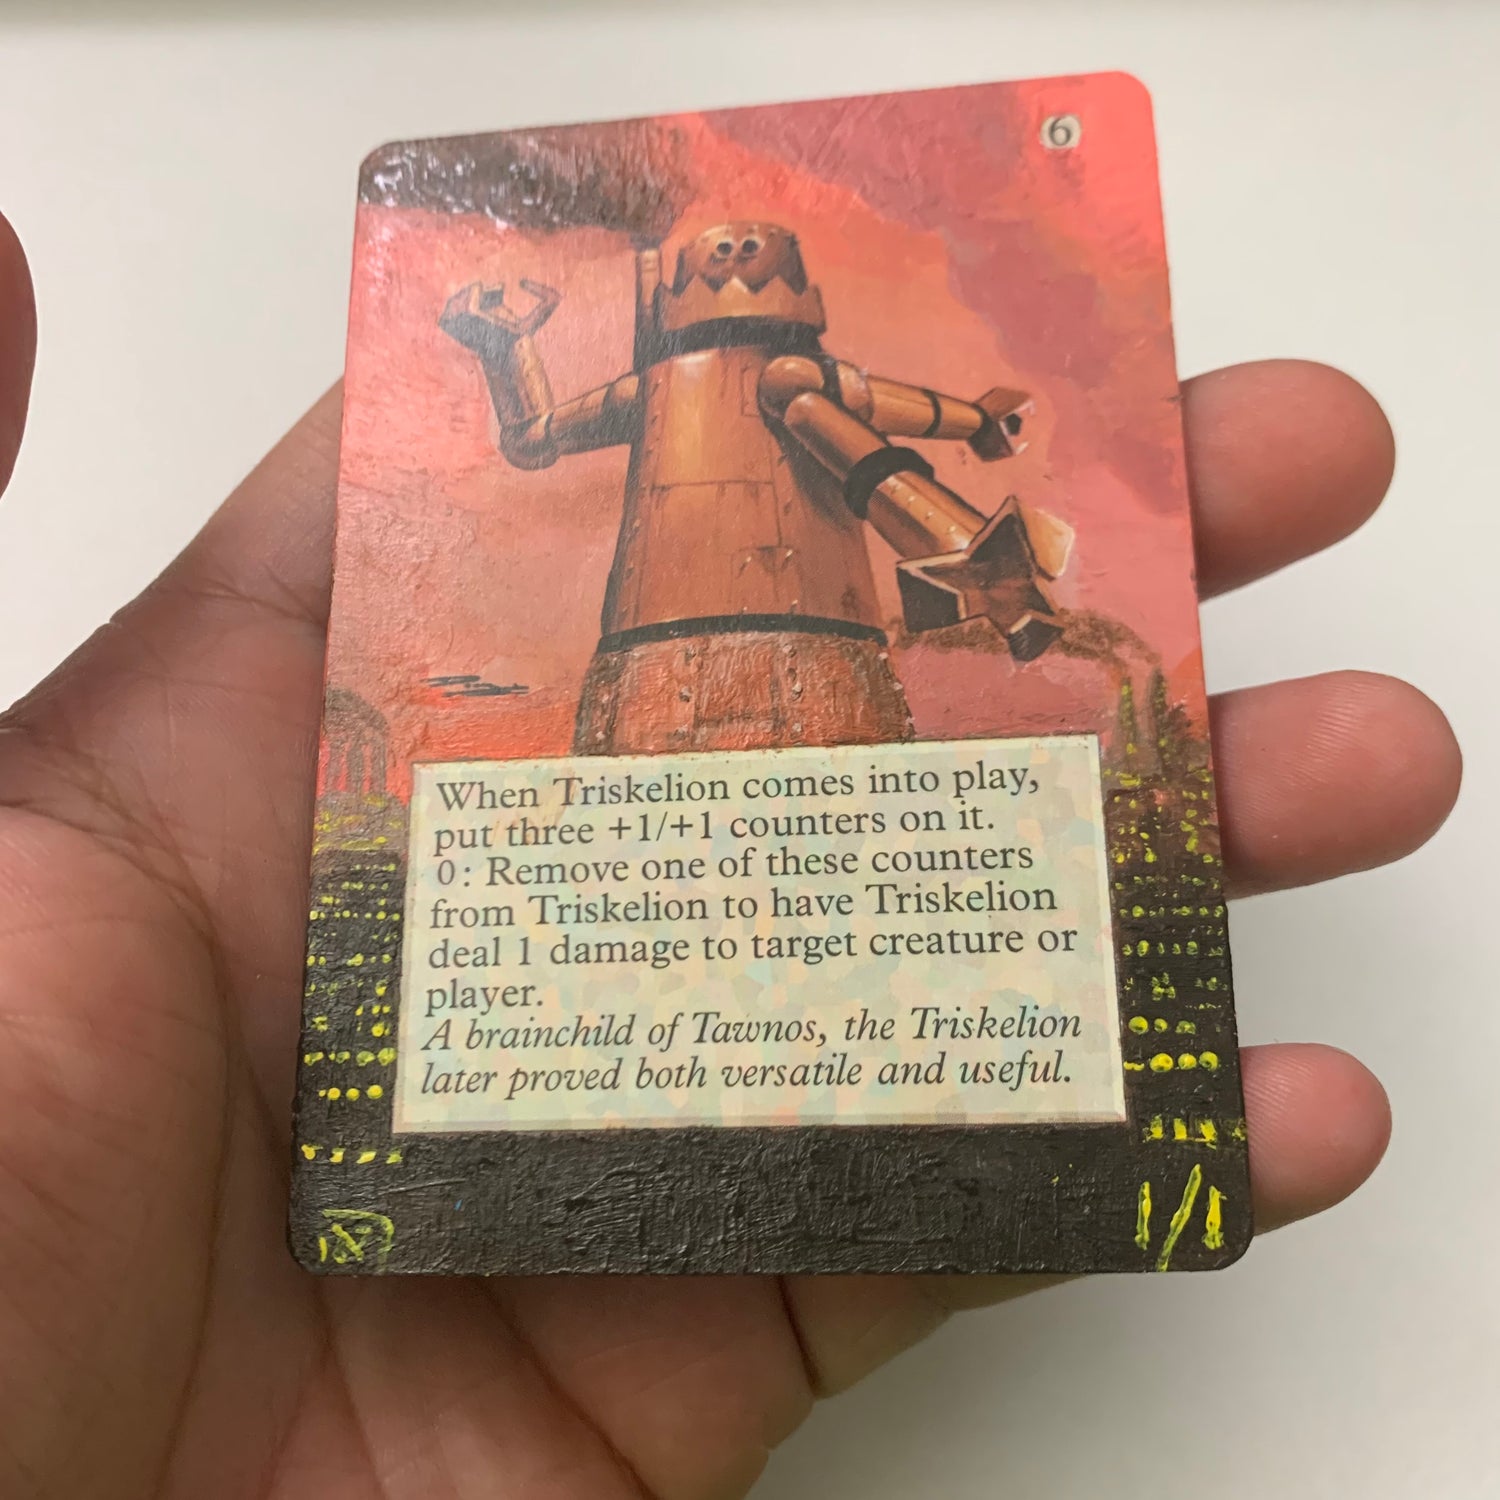 6
When Triskelion comes into play,
put three +1/+1 counters on it.
0: Remove one of these counters
from Triskelion to have Triskelion
deal 1 damage to target creature or
player.
A brainchild of Tawnos, the Triskelion
later proved both versatile and useful.
1/1